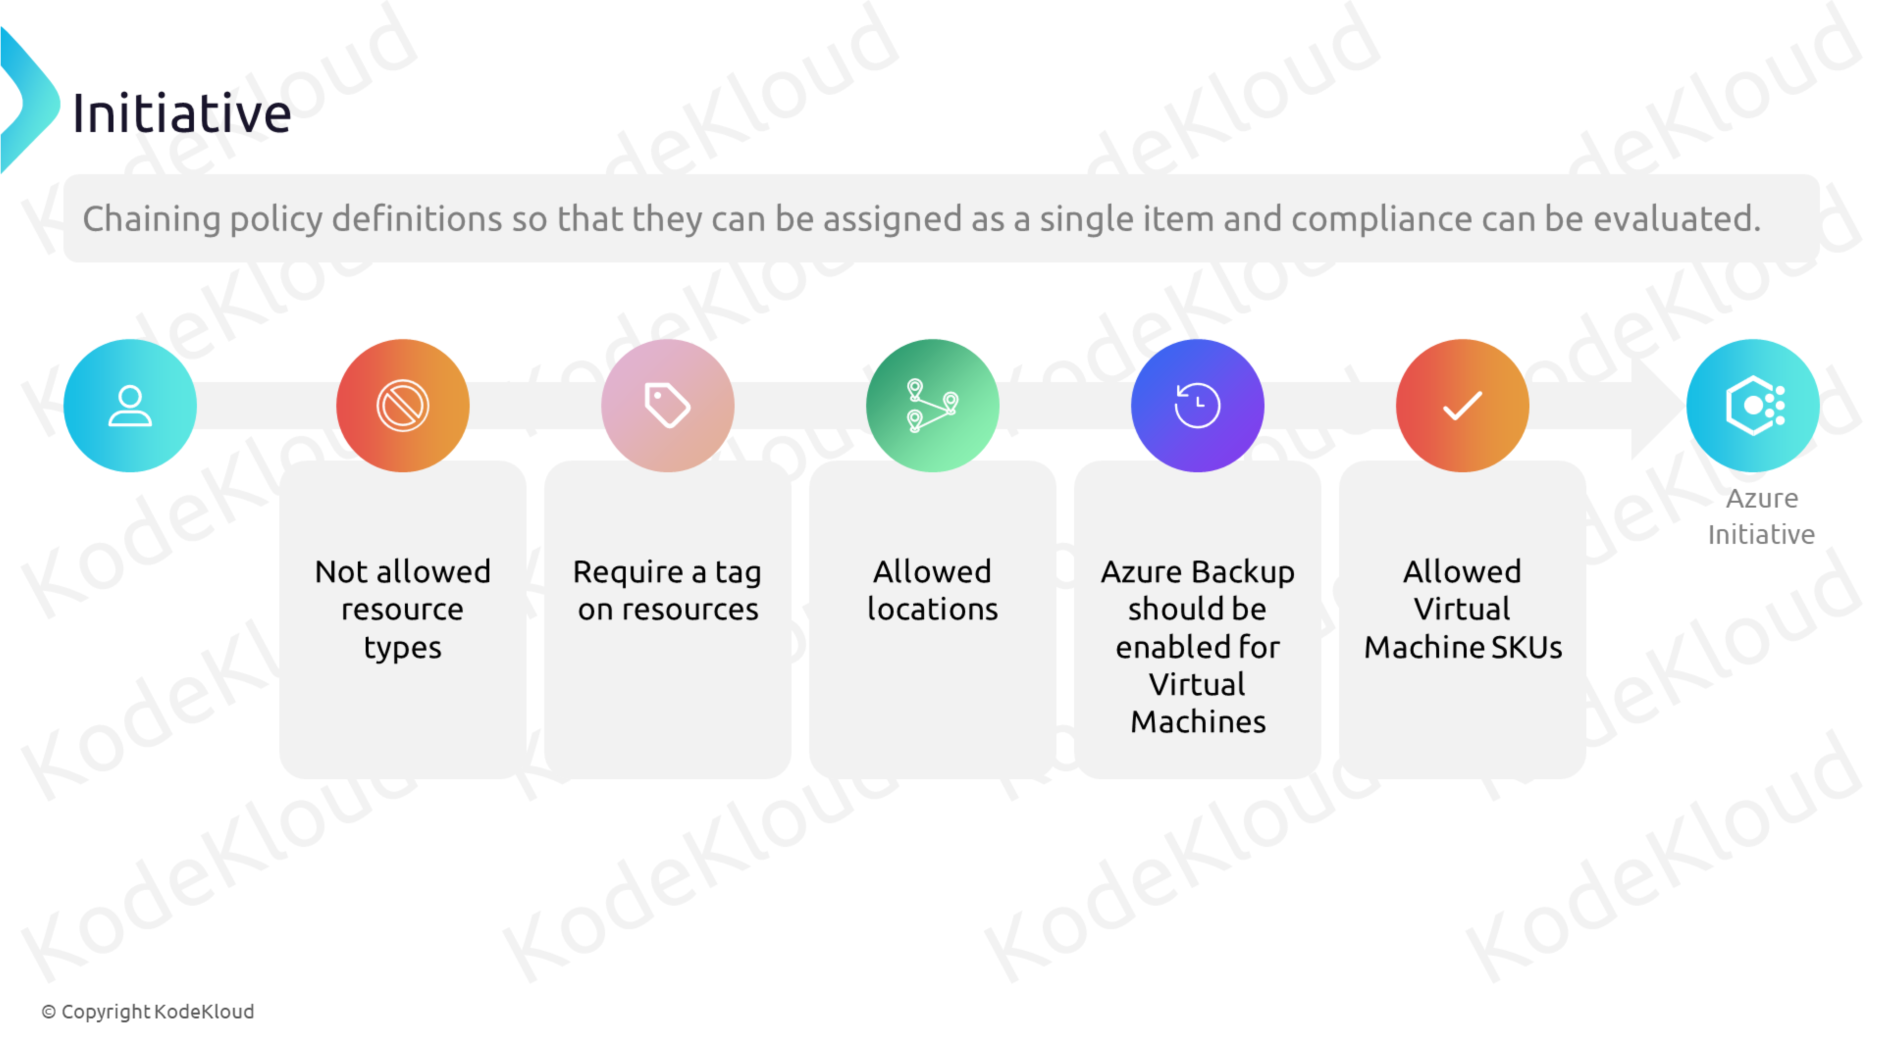 Initiative
Chaining policy definitions so that they can be assigned as a single item and compliance can be evaluated.
Not allowed
resource
types
Require a tag
on resources
Allowed
locations
Azure Backup
should be
enabled for
Virtual
Machines
Allowed
Virtual
Machine SKUs
Azure
Initiative
© Copyright KodeKloud
KodeKloud